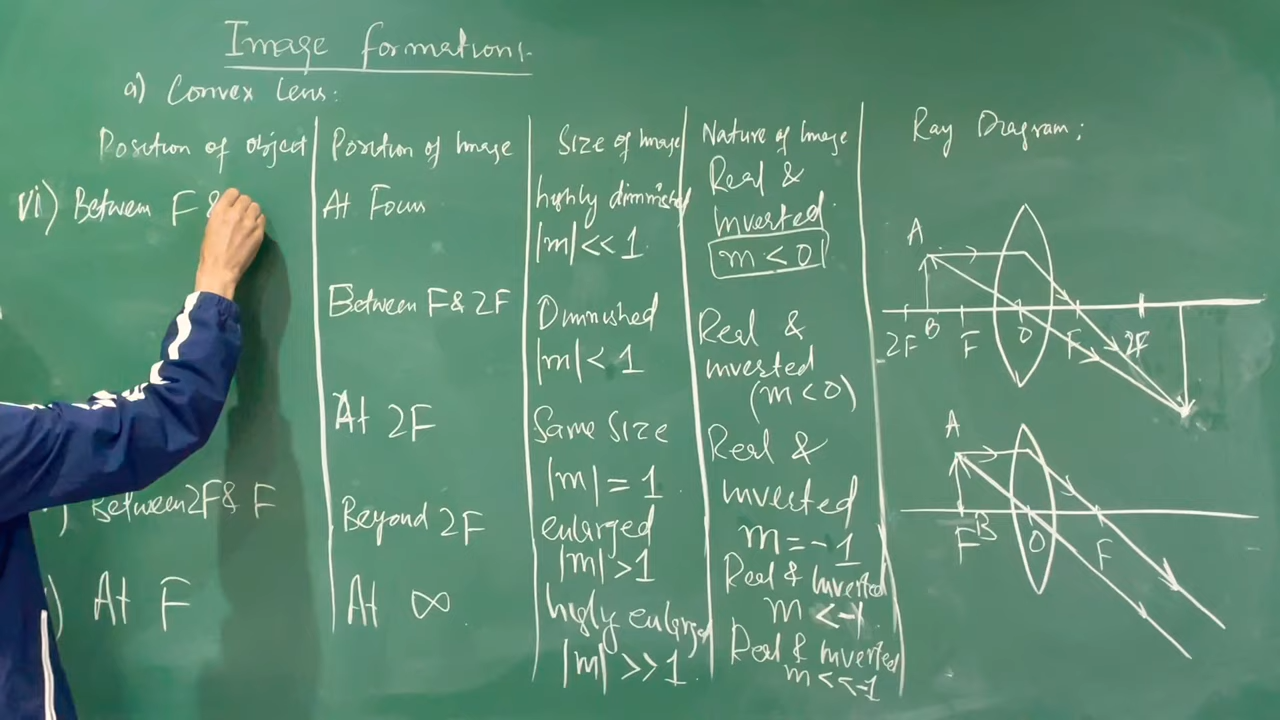 Image formations.
a) Convex Lens:
Position of object
Position of Image
Size of Image
Nature of Image
Ray Diagram:
vi) Between F &
At Focus
highly diminished
|m| << 1
Real &
inverted
m < 0
Between F & 2F
Diminished
|m| < 1
Real &
inverted
(m < 0)
At 2F
Same Size
|m| = 1
Real &
inverted
m = -1
) Between 2F & F
Beyond 2F
enlarged
|m| > 1
Real & inverted
m < -1
) At F
At ∞
higly enlarged
|m| >> 1
Real & inverted
m << -1
A
2F B F O F 2F
A
F B O F